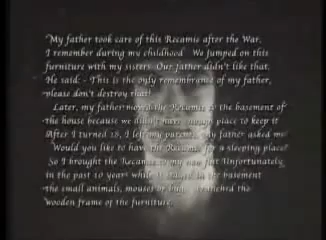 My father took care of this Recamie after the War.
I remember during my childhood We jumped on this
furniture with my sisters. Our father didn't like that.
He said: - This is the only remembrance of my father,
please don't destroy that!
Later, my father moved the Recamie to the basement of
the house because we didn't have enough place to keep it
After I turned 18, I left my parents. My father asked me
Would you like to have the Recamie for a sleeping place?
So I brought the Recamie to my new flat Unfortunately,
in the past 10 years while it stayed in the basement
the small animals, mouses or bugs
wooden frame of the furniture.